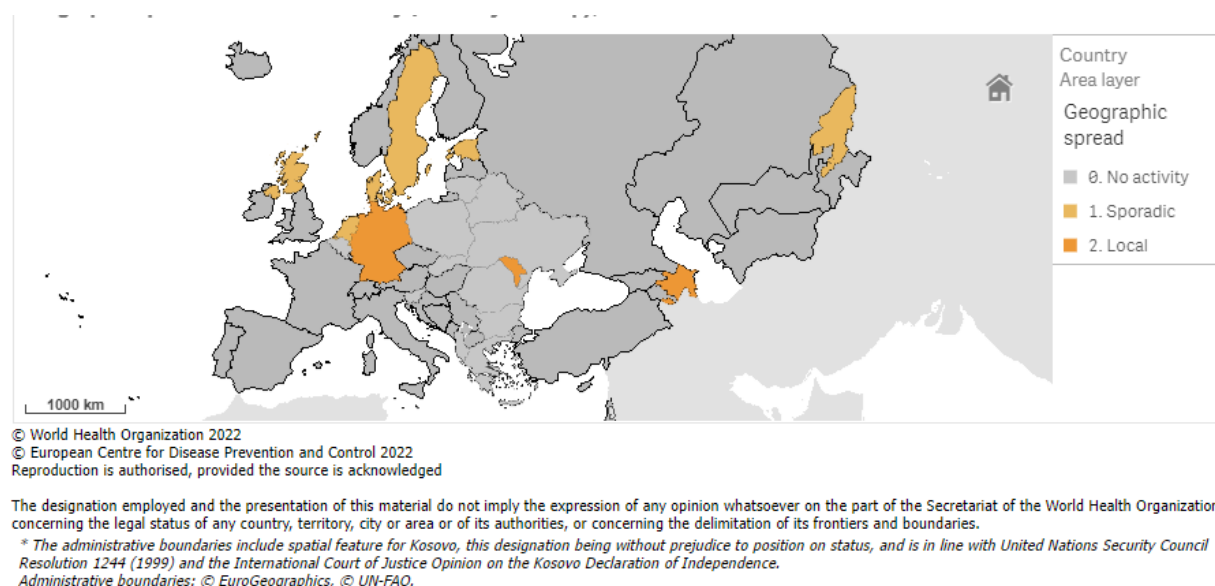 Country
Area layer
Geographic
spread
0. No activity
1. Sporadic
2. Local
1000 km
© World Health Organization 2022
© European Centre for Disease Prevention and Control 2022
Reproduction is authorised, provided the source is acknowledged
The designation employed and the presentation of this material do not imply the expression of any opinion whatsoever on the part of the Secretariat of the World Health Organization
concerning the legal status of any country, territory, city or area or of its authorities, or concerning the delimitation of its frontiers and boundaries.
* The administrative boundaries include spatial feature for Kosovo, this designation being without prejudice to position on status, and is in line with United Nations Security Council
Resolution 1244 (1999) and the International Court of Justice Opinion on the Kosovo Declaration of Independence.
Administrative boundaries: © EuroGeographics, © UN-FAO.